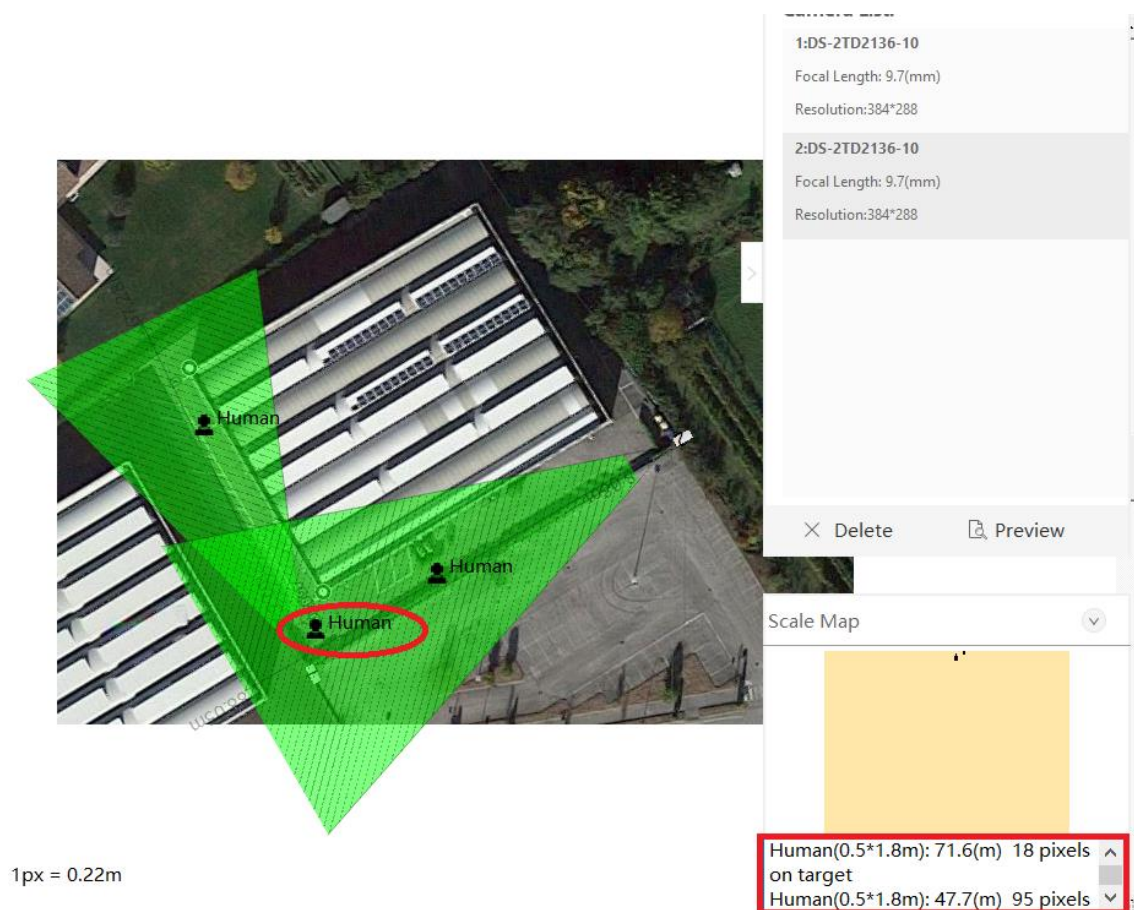 1:DS-2TD2136-10
Focal Length: 9.7(mm)
Resolution:384*288
2:DS-2TD2136-10
Focal Length: 9.7(mm)
Resolution:384*288
Human
Human
Human
Delete
Preview
Scale Map
Human(0.5*1.8m): 71.6(m) 18 pixels
on target
Human(0.5*1.8m): 47.7(m) 95 pixels
1px = 0.22m